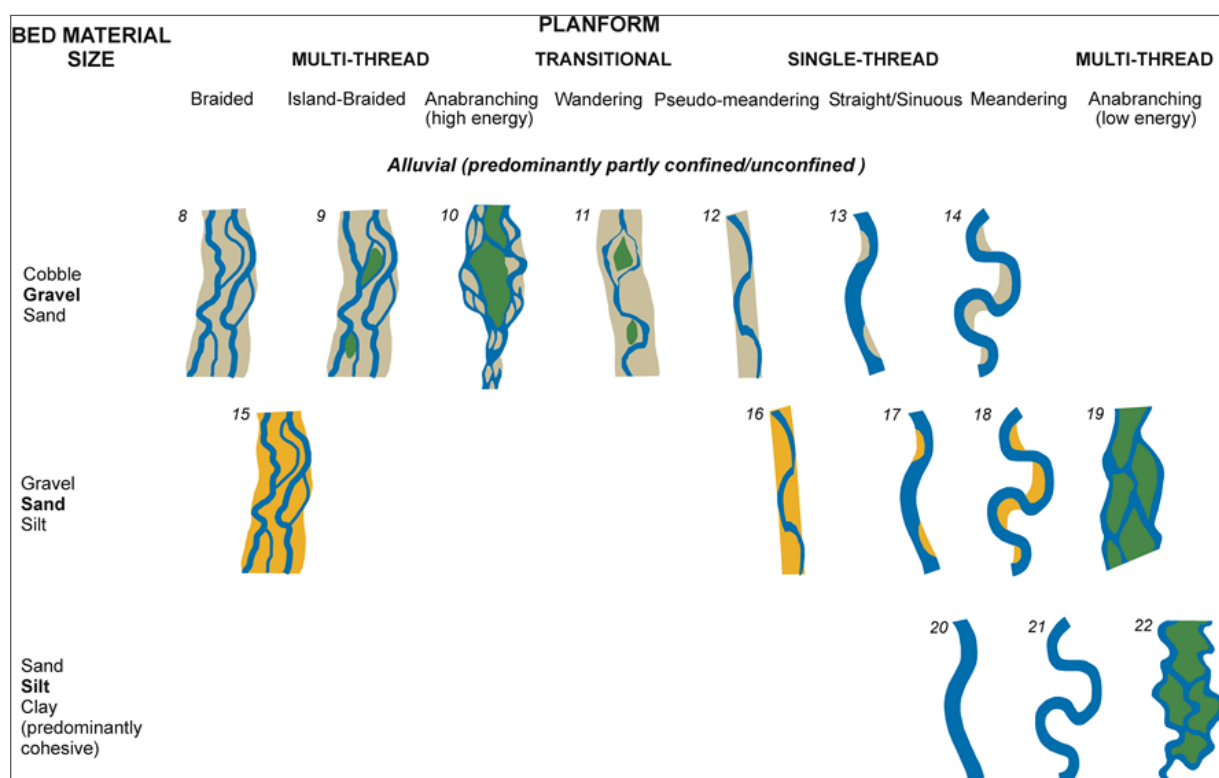 BED MATERIAL
SIZE
PLANFORM
MULTI-THREAD TRANSITIONAL SINGLE-THREAD MULTI-THREAD
Braided Island-Braided Anabranching Wandering Pseudo-meandering Straight/Sinuous Meandering Anabranching
(high energy) (low energy)
Alluvial (predominantly partly confined/unconfined )
8 9 10 11 12 13 14
Cobble
Gravel
Sand
15 16 17 18 19
Gravel
Sand
Silt
20 21 22
Sand
Silt
Clay
(predominantly
cohesive)